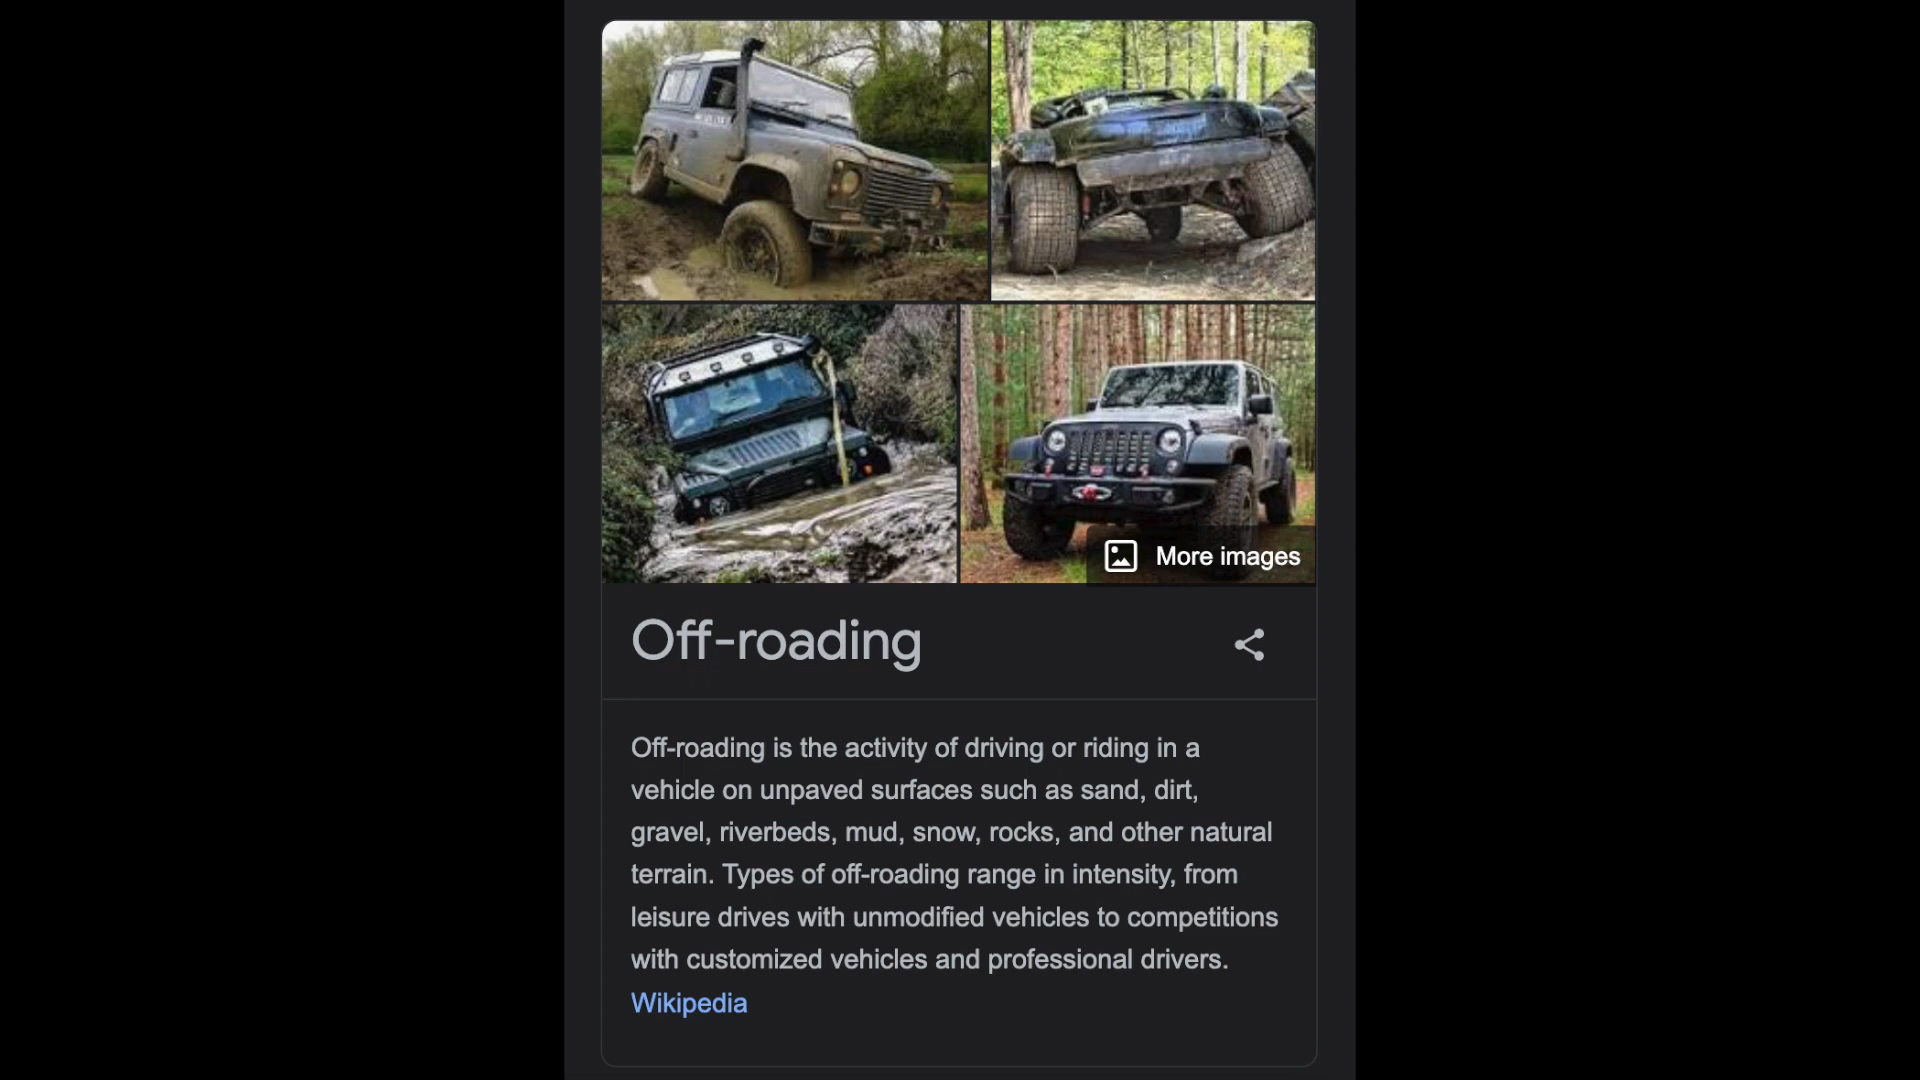 More images
Off-roading
Off-roading is the activity of driving or riding in a
vehicle on unpaved surfaces such as sand, dirt,
gravel, riverbeds, mud, snow, rocks, and other natural
terrain. Types of off-roading range in intensity, from
leisure drives with unmodified vehicles to competitions
with customized vehicles and professional drivers.
Wikipedia